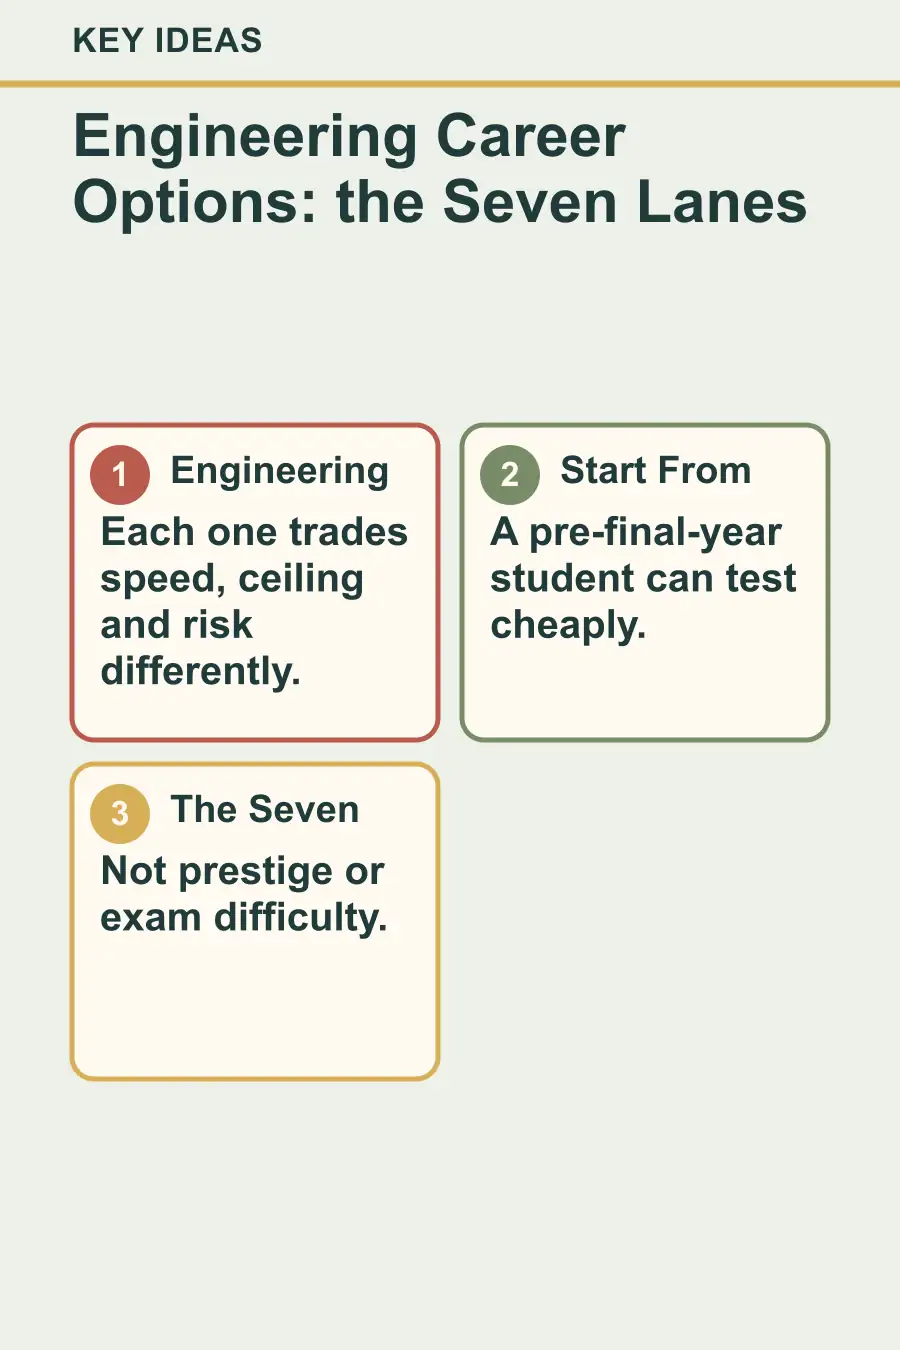 KEY IDEAS
Engineering Career
Options: the Seven Lanes
1 Engineering
Each one trades
speed, ceiling
and risk
differently.
2 Start From
A pre-final-year
student can test
cheaply.
3 The Seven
Not prestige or
exam difficulty.